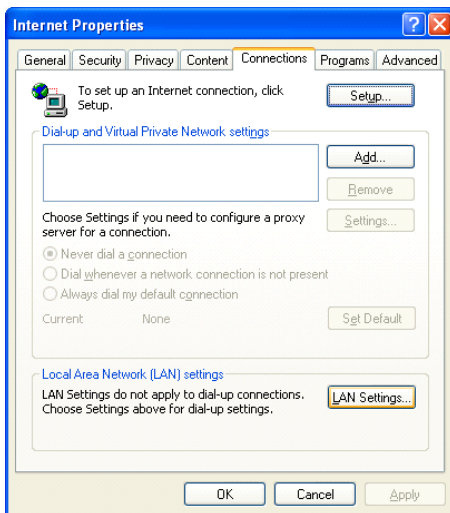 Internet Properties
General Security Privacy Content Connections Programs Advanced
To set up an Internet connection, click
Setup.
Setup...
Dial-up and Virtual Private Network settings
Add...
Remove
Choose Settings if you need to configure a proxy
server for a connection.
Settings...
Never dial a connection
Dial whenever a network connection is not present
Always dial my default connection
Current None
Set Default
Local Area Network (LAN) settings
LAN Settings do not apply to dial-up connections.
Choose Settings above for dial-up settings.
LAN Settings...
OK Cancel Apply